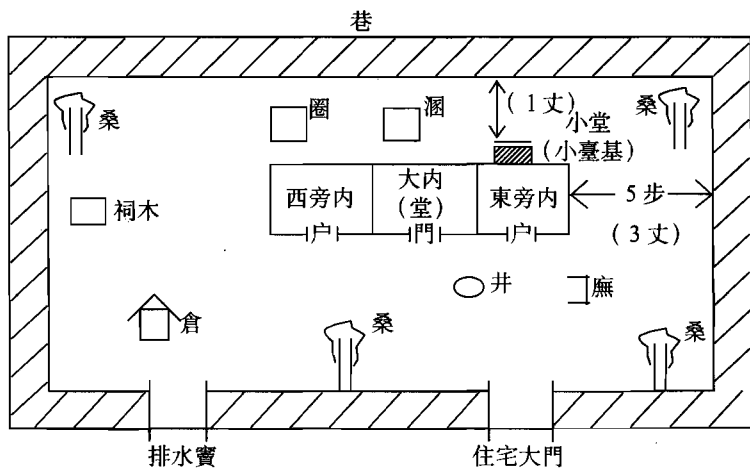 巷
桑
圈
溷
(1丈)
小堂
(小臺基)
桑
西旁内
大内
(堂)
東旁内
户
門
户
5步
(3丈)
祠木
井
廡
倉
桑
桑
排水竇
住宅大門